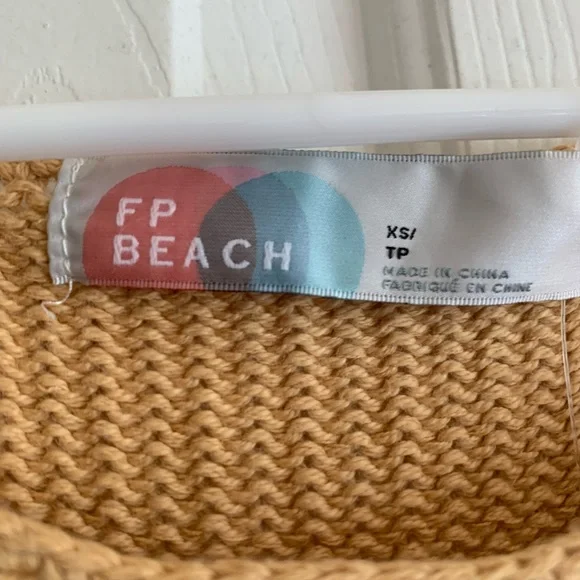 FP
BEACH
XS/
TP
MADE IN CHINA
FABRIQUÉ EN CHINE